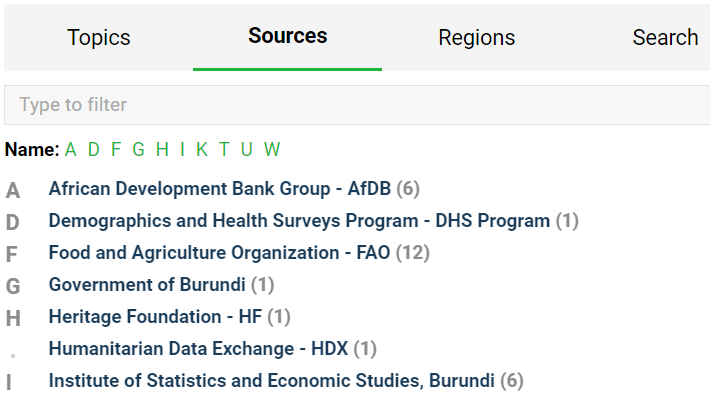 Topics Sources Regions Search
Type to filter
Name: A D F G H I K T U W
A African Development Bank Group - AfDB (6)
D Demographics and Health Surveys Program - DHS Program (1)
F Food and Agriculture Organization - FAO (12)
G Government of Burundi (1)
H Heritage Foundation - HF (1)
. Humanitarian Data Exchange - HDX (1)
I Institute of Statistics and Economic Studies, Burundi (6)